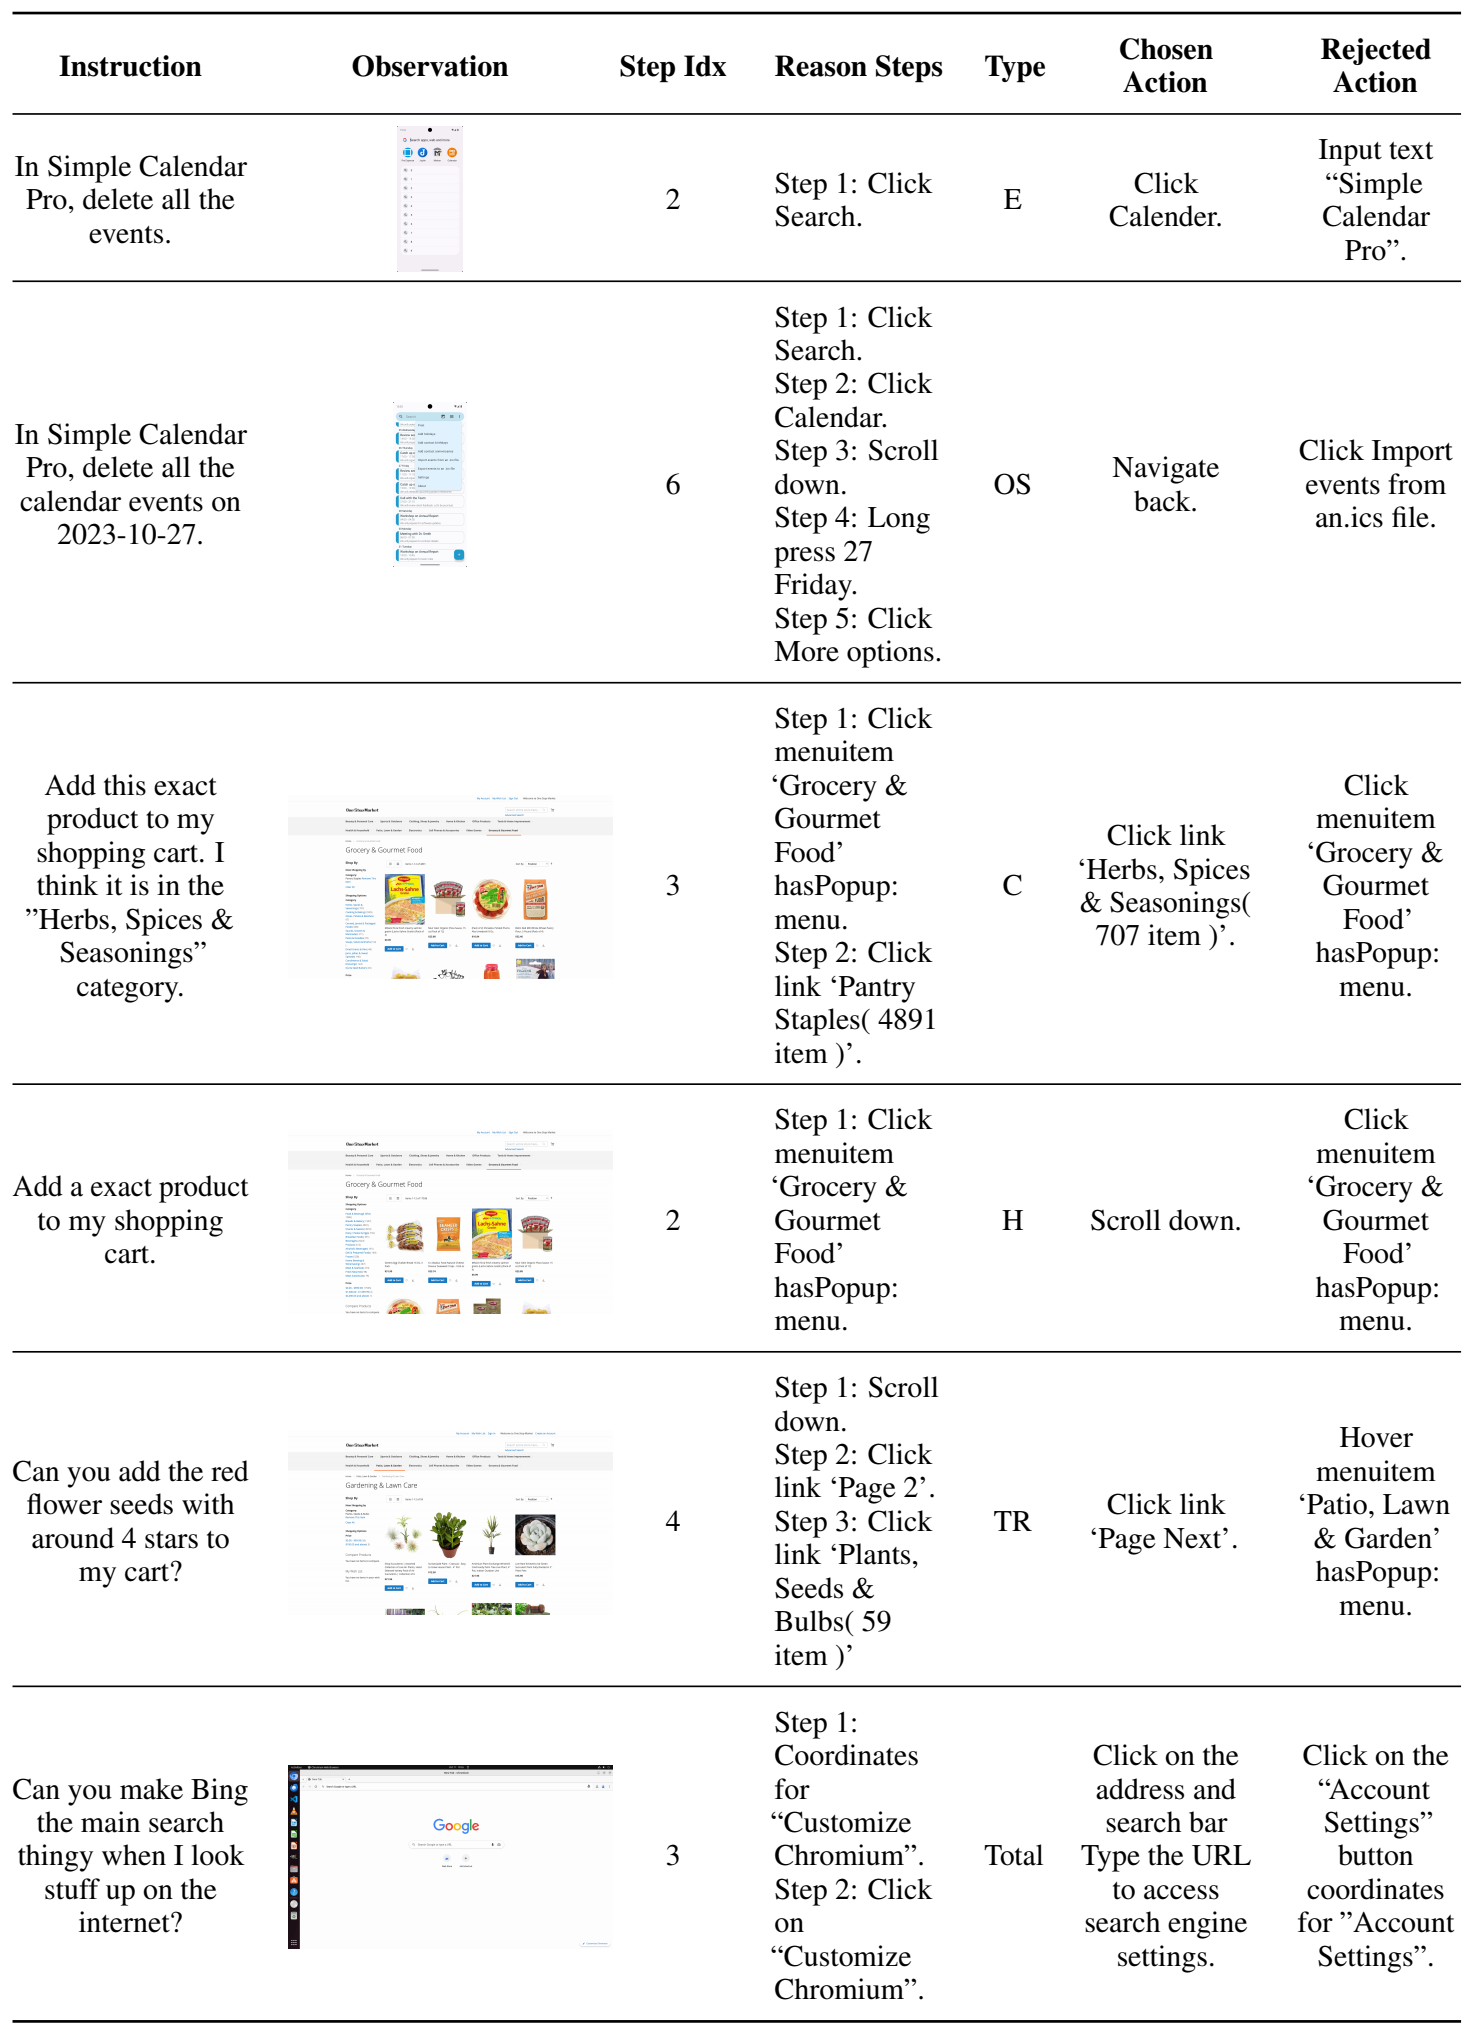 Instruction
Observation
Step Idx
Reason Steps
Type
Chosen
Action
Rejected
Action
In Simple Calendar
Pro, delete all the
events.
2
Step 1: Click
Search.
E
Click
Calender.
Input text
“Simple
Calendar
Pro”.
In Simple Calendar
Pro, delete all the
calendar events on
2023-10-27.
6
Step 1: Click
Search.
Step 2: Click
Calendar.
Step 3: Scroll
down.
Step 4: Long
press 27
Friday.
Step 5: Click
More options.
OS
Navigate
back.
Click Import
events from
an.ics file.
Add this exact
product to my
shopping cart. I
think it is in the
”Herbs, Spices &
Seasonings”
category.
One Stop Market
Grocery & Gourmet Food
3
Step 1: Click
menuitem
‘Grocery &
Gourmet
Food’
hasPopup:
menu.
Step 2: Click
link ‘Pantry
Staples( 4891
item )’.
C
Click link
‘Herbs, Spices
& Seasonings(
707 item )’.
Click
menuitem
‘Grocery &
Gourmet
Food’
hasPopup:
menu.
Add a exact product
to my shopping
cart.
One Stop Market
Grocery & Gourmet Food
2
Step 1: Click
menuitem
‘Grocery &
Gourmet
Food’
hasPopup:
menu.
H
Scroll down.
Click
menuitem
‘Grocery &
Gourmet
Food’
hasPopup:
menu.
Can you add the red
flower seeds with
around 4 stars to
my cart?
One Stop Market
Gardening & Lawn Care
4
Step 1: Scroll
down.
Step 2: Click
link ‘Page 2’.
Step 3: Click
link ‘Plants,
Seeds &
Bulbs( 59
item )’
TR
Click link
‘Page Next’.
Hover
menuitem
‘Patio, Lawn
& Garden’
hasPopup:
menu.
Can you make Bing
the main search
thingy when I look
stuff up on the
internet?
Google
3
Step 1:
Coordinates
for
“Customize
Chromium”.
Step 2: Click
on
“Customize
Chromium”.
Total
Click on the
address and
search bar
Type the URL
to access
search engine
settings.
Click on the
“Account
Settings”
button
coordinates
for ”Account
Settings”.